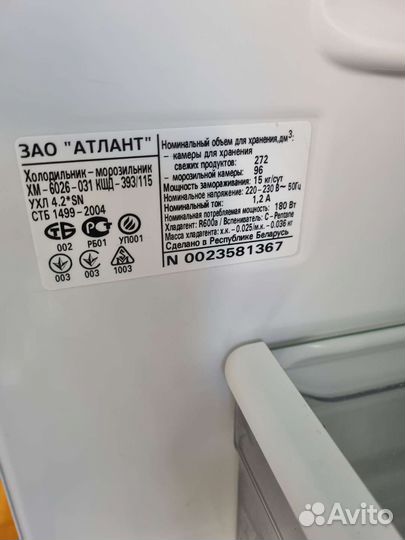 ЗАО "АТЛАНТ"
Холодильник - морозильник
ХМ - 6026 - 031 КШД - 393/115
УХЛ 4.2*SN
СТБ 1499 - 2004
002 РБ01 УП001
003 003 1003
Номинальный объем для хранения,дм³:
- камеры для хранения
свежих продуктов: 272
- морозильной камеры: 96
Мощность замораживания: 15 кг/сут
Номинальное напряжение: 220 - 230 В ~ 50Гц
Номинальный ток: 1,2 А
Номинальная потребляемая мощность: 180 Вт
Хладагент: R600a / Вспениватель: C - Pentane
Масса хладагента: х.к. - 0.025/м.к. - 0.036 кг
Сделано в Республике Беларусь
N 0023581367
Avito